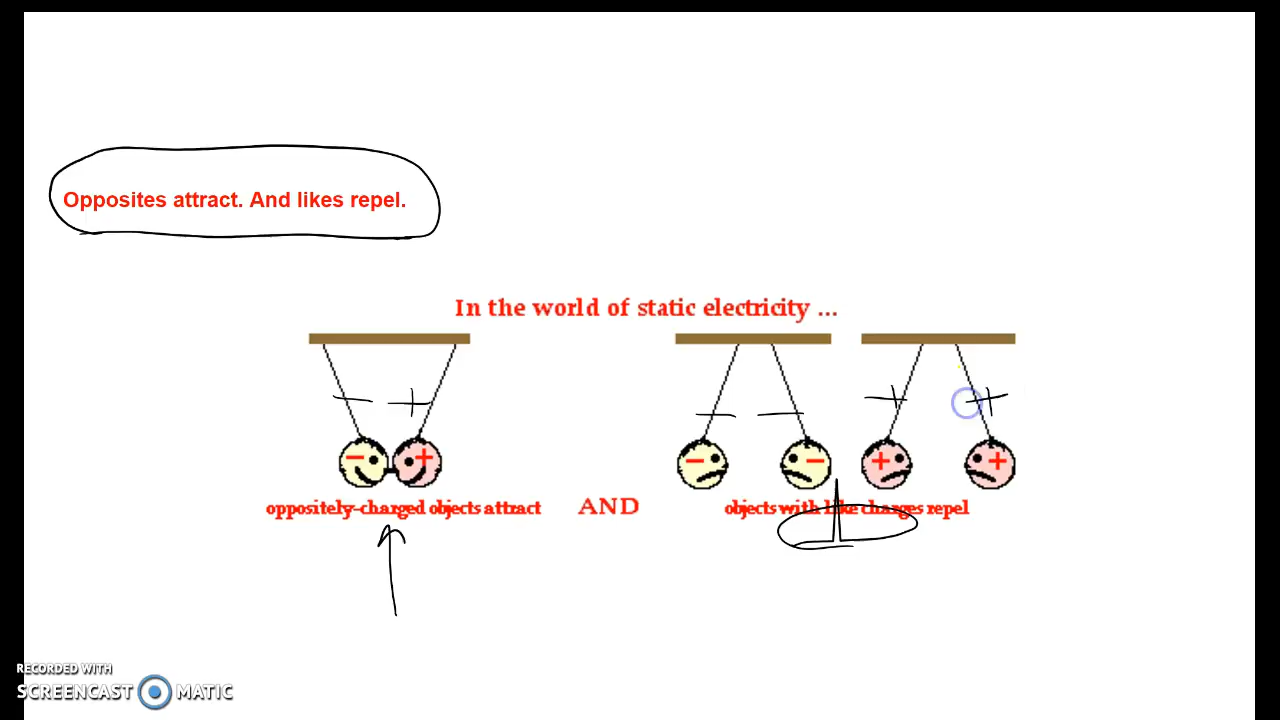 Opposites attract. And likes repel.
In the world of static electricity ...
− +
− − + +
− + − − + +
oppositely-charged objects attract AND objects with like charges repel
RECORDED WITH
SCREENCAST MATIC